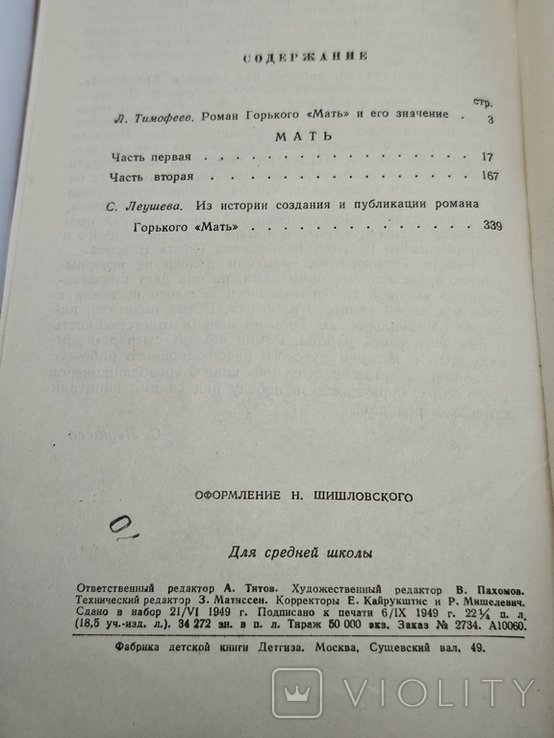 СОДЕРЖАНИЕ
стр.
Л. Тимофеев. Роман Горького «Мать» и его значение . 3
МАТЬ
Часть первая . . . . . . . . . . . . . . . . 17
Часть вторая . . . . . . . . . . . . . . . . 167
С. Леушева. Из истории создания и публикации романа
Горького «Мать» . . . . . . . . . . . . . 339
ОФОРМЛЕНИЕ Н. ШИШЛОВСКОГО
Для средней школы
Ответственный редактор А. Титов. Художественный редактор В. Пахомов.
Технический редактор З. Матиссен. Корректоры Е. Кайрукштис и Р. Мишелевич.
Сдано в набор 21/VI 1949 г. Подписано к печати 6/IX 1949 г. 22¼ п. л.
(18,5 уч.-изд. л.). 34 272 зн. в п. л. Тираж 50 000 экз. Заказ № 2734. А10060.
Фабрика детской книги Детгиза. Москва, Сущевский вал, 49.
VIOLITY